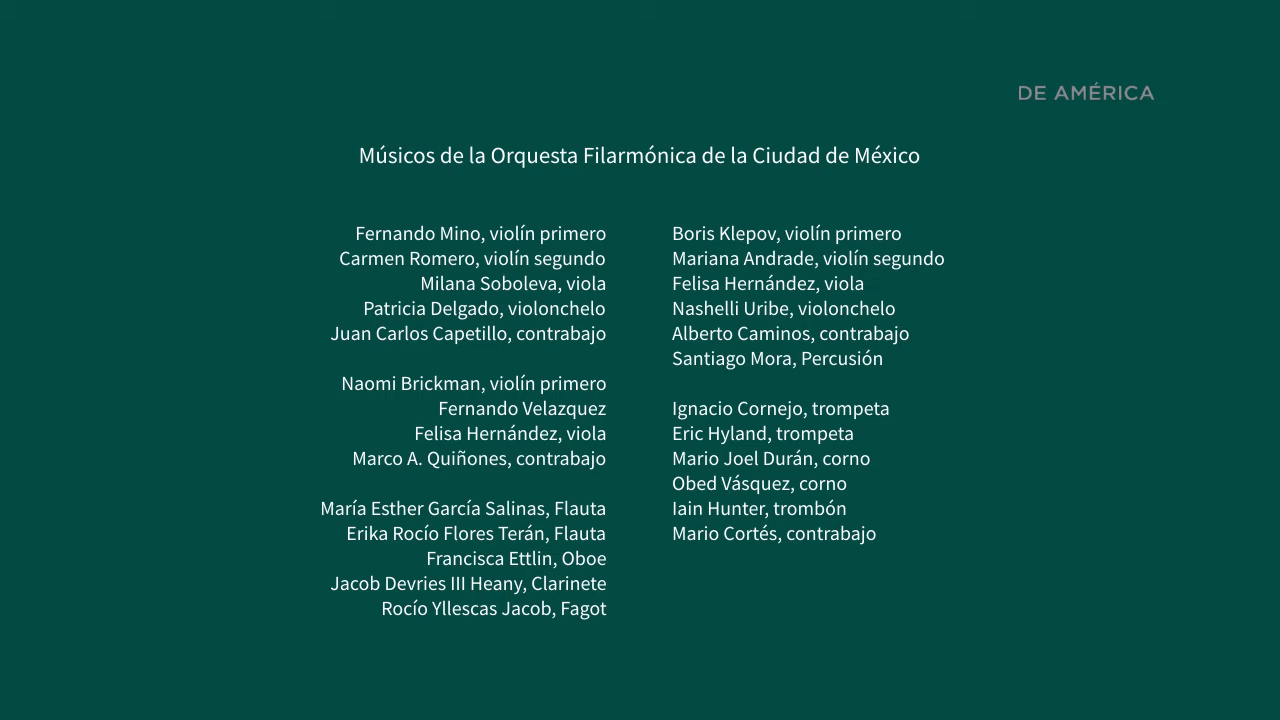 DE AMÉRICA
Músicos de la Orquesta Filarmónica de la Ciudad de México
Fernando Mino, violín primero
Carmen Romero, violín segundo
Milana Soboleva, viola
Patricia Delgado, violonchelo
Juan Carlos Capetillo, contrabajo
Naomi Brickman, violín primero
Fernando Velazquez
Felisa Hernández, viola
Marco A. Quiñones, contrabajo
María Esther García Salinas, Flauta
Erika Rocío Flores Terán, Flauta
Francisca Ettlin, Oboe
Jacob Devries III Heany, Clarinete
Rocío Yllescas Jacob, Fagot
Boris Klepov, violín primero
Mariana Andrade, violín segundo
Felisa Hernández, viola
Nashelli Uribe, violonchelo
Alberto Caminos, contrabajo
Santiago Mora, Percusión
Ignacio Cornejo, trompeta
Eric Hyland, trompeta
Mario Joel Durán, corno
Obed Vásquez, corno
Iain Hunter, trombón
Mario Cortés, contrabajo